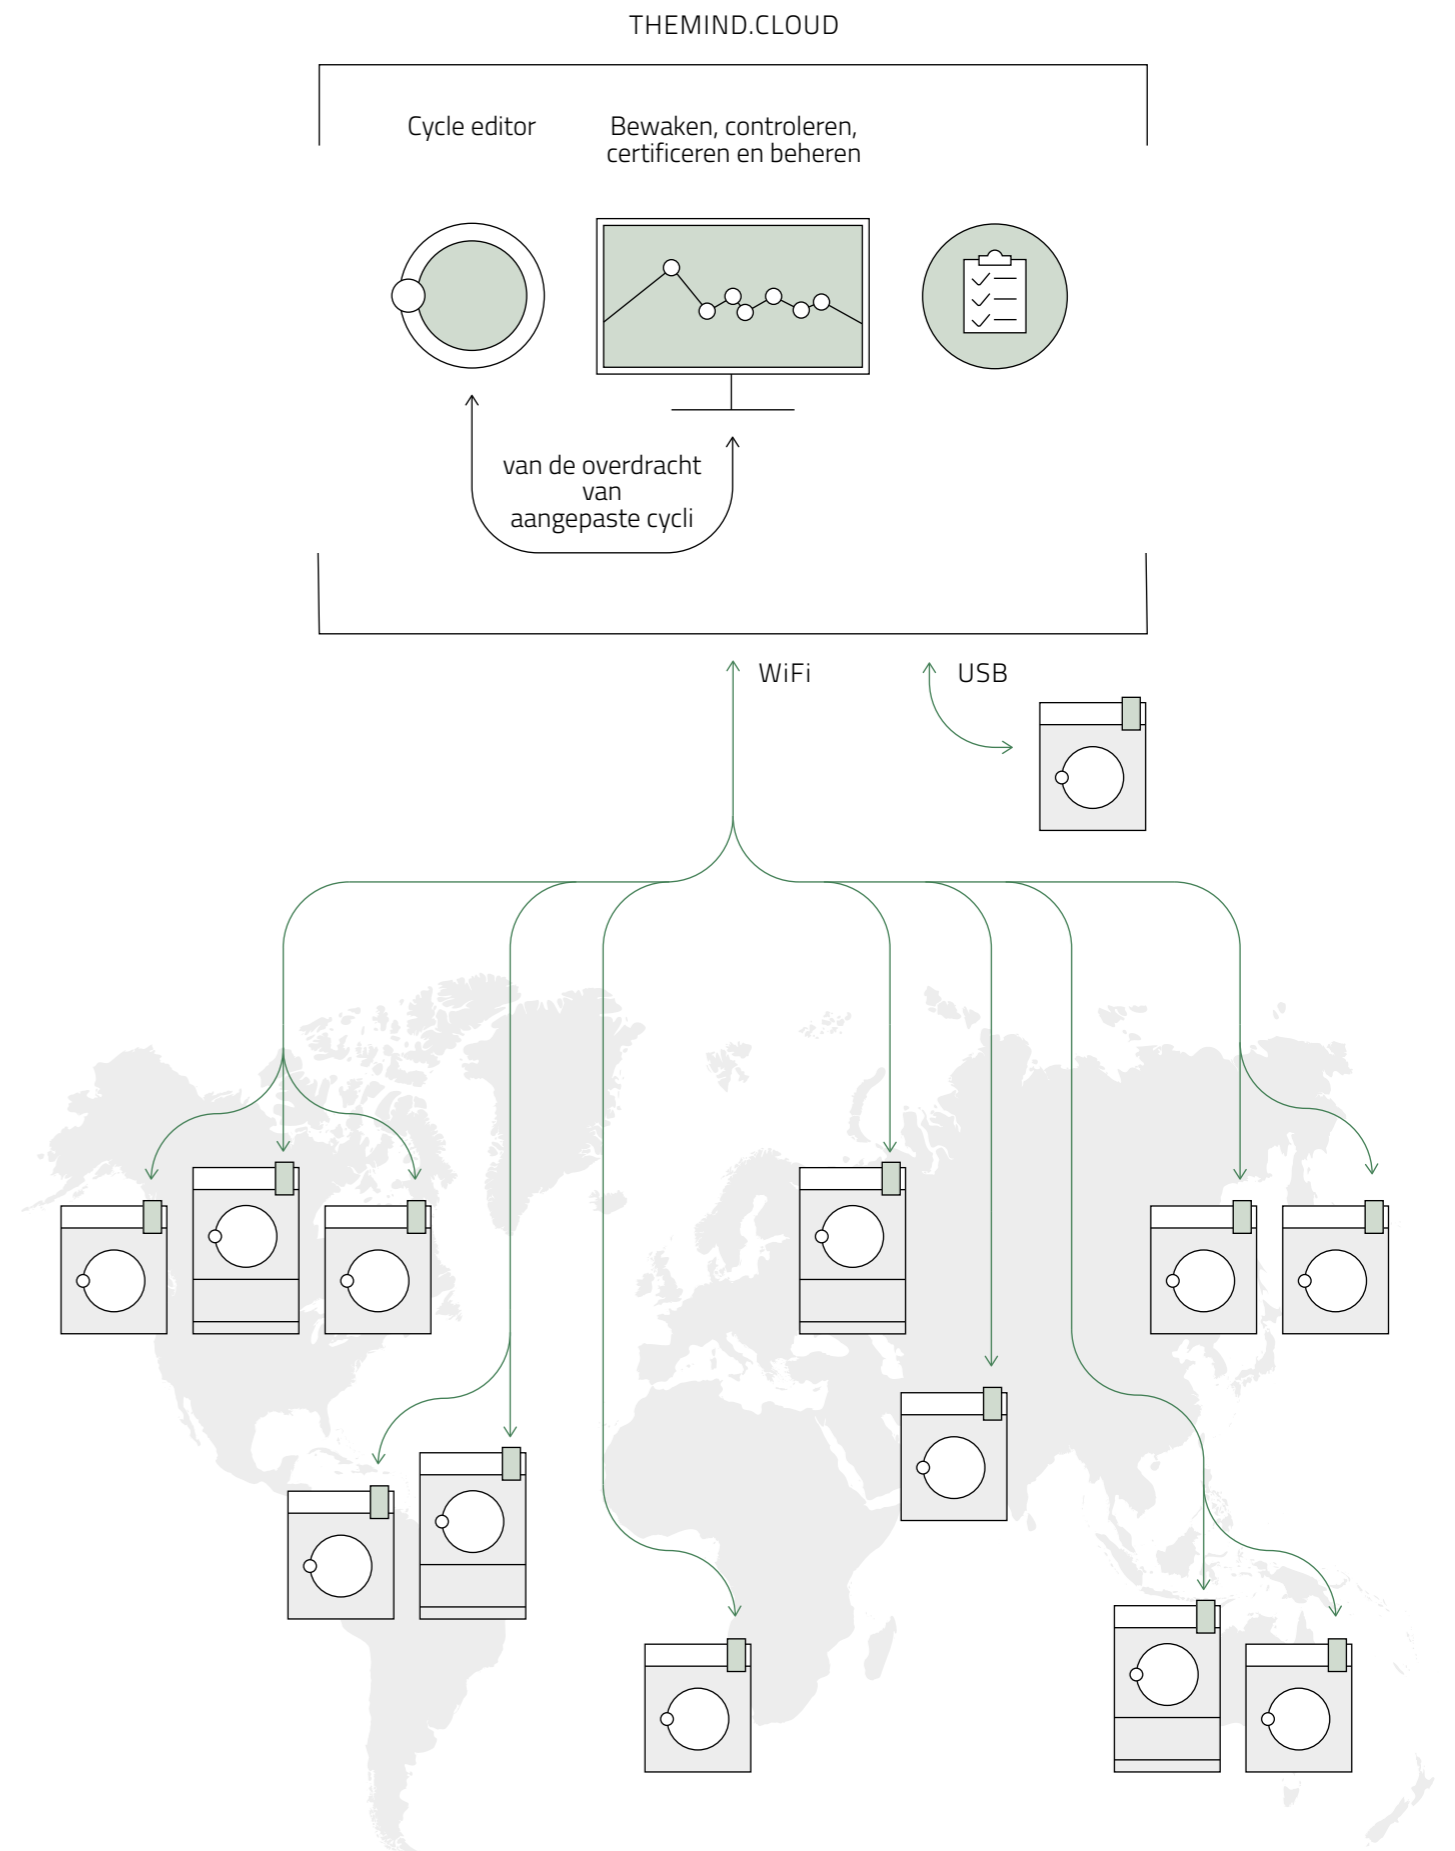 THEMIND.CLOUD
Cycle editor
Bewaken, controleren,
certificeren en beheren
van de overdracht
van
aangepaste cycli
WiFi
USB